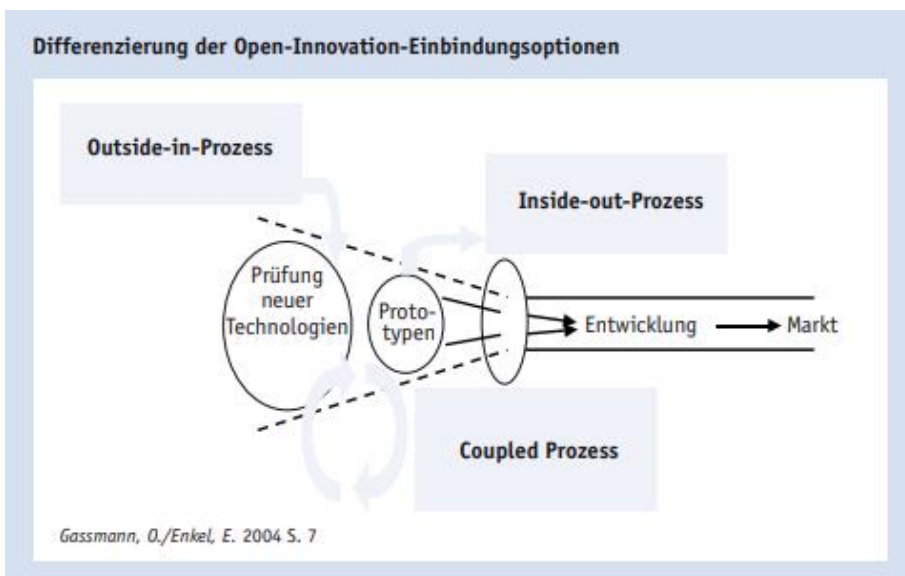 Differenzierung der Open-Innovation-Einbindungsoptionen
Outside-in-Prozess
Inside-out-Prozess
Prüfung
neuer
Technologien
Proto-
typen
Entwicklung
Markt
Coupled Prozess
Gassmann, O./Enkel, E. 2004 S. 7